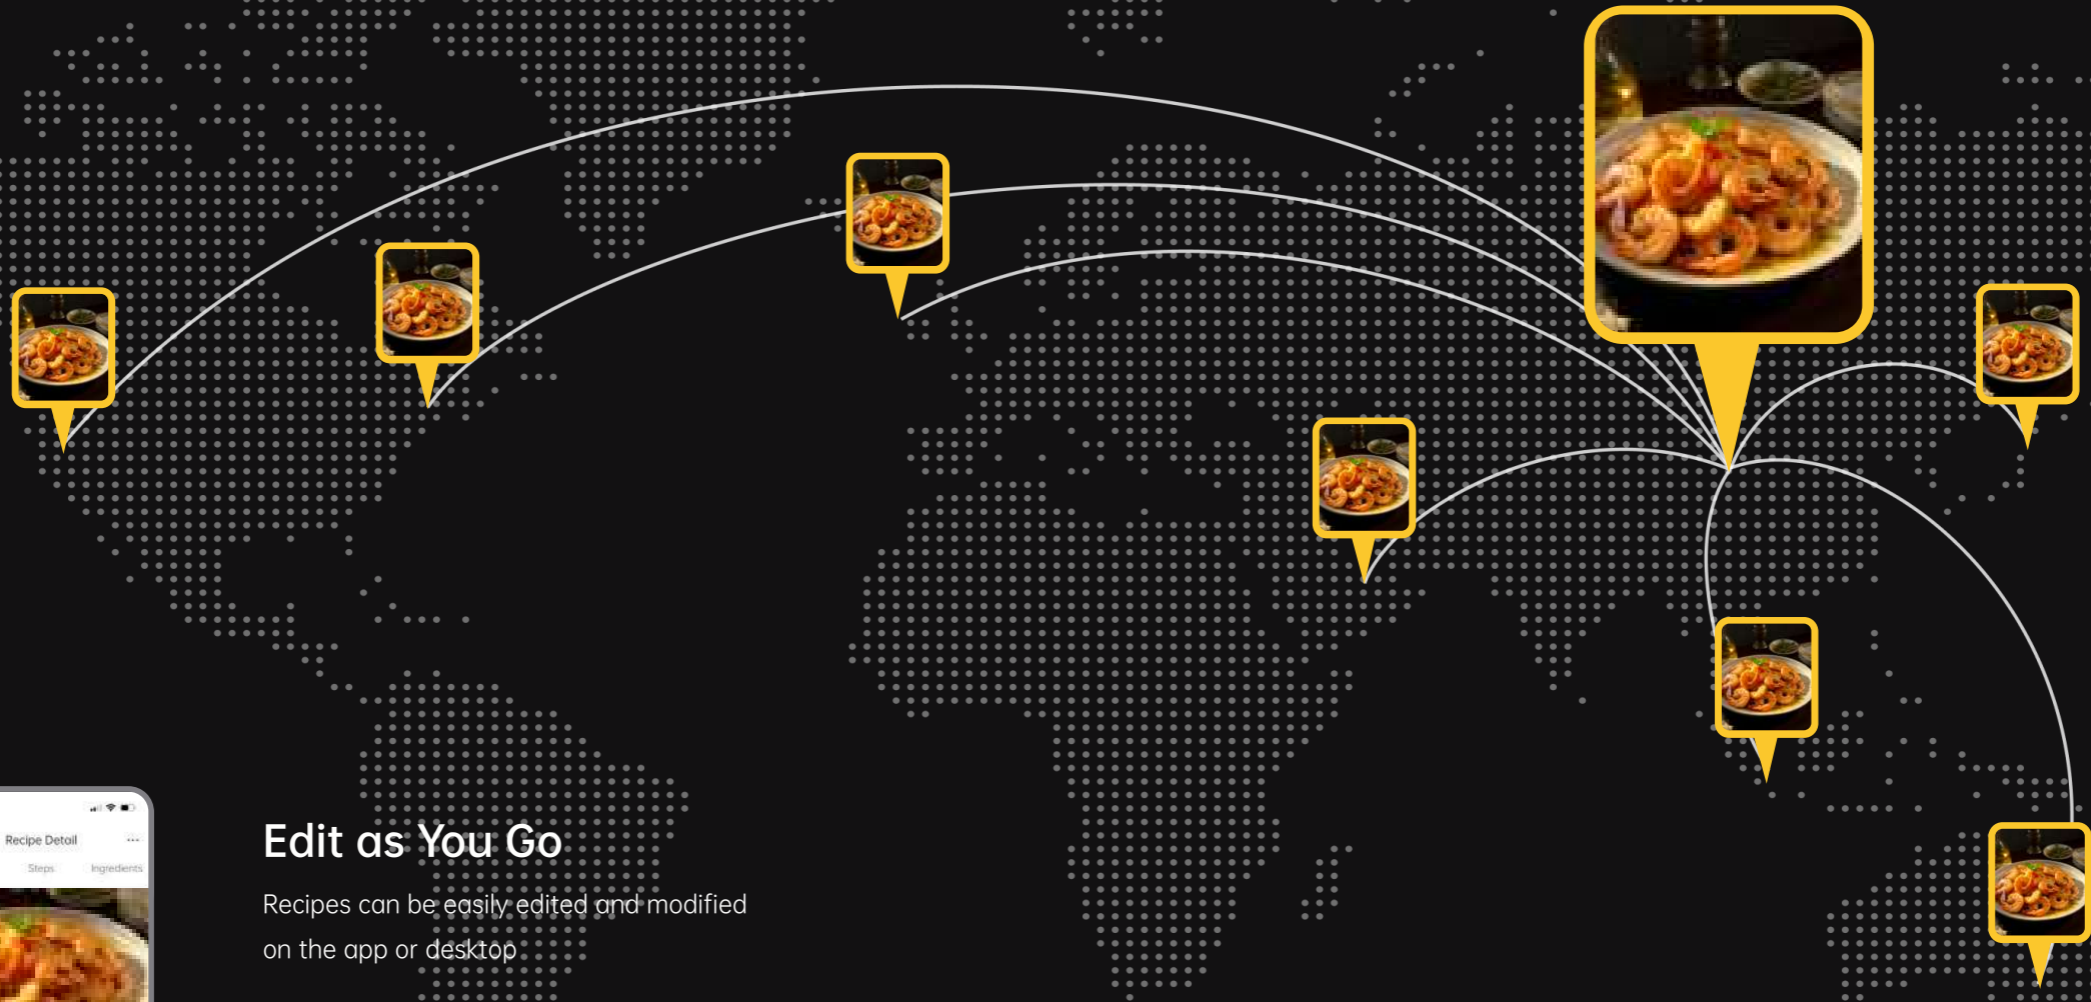 Recipe Detail
...
Steps Ingredients
Edit as You Go
Recipes can be easily edited and modified
on the app or desktop